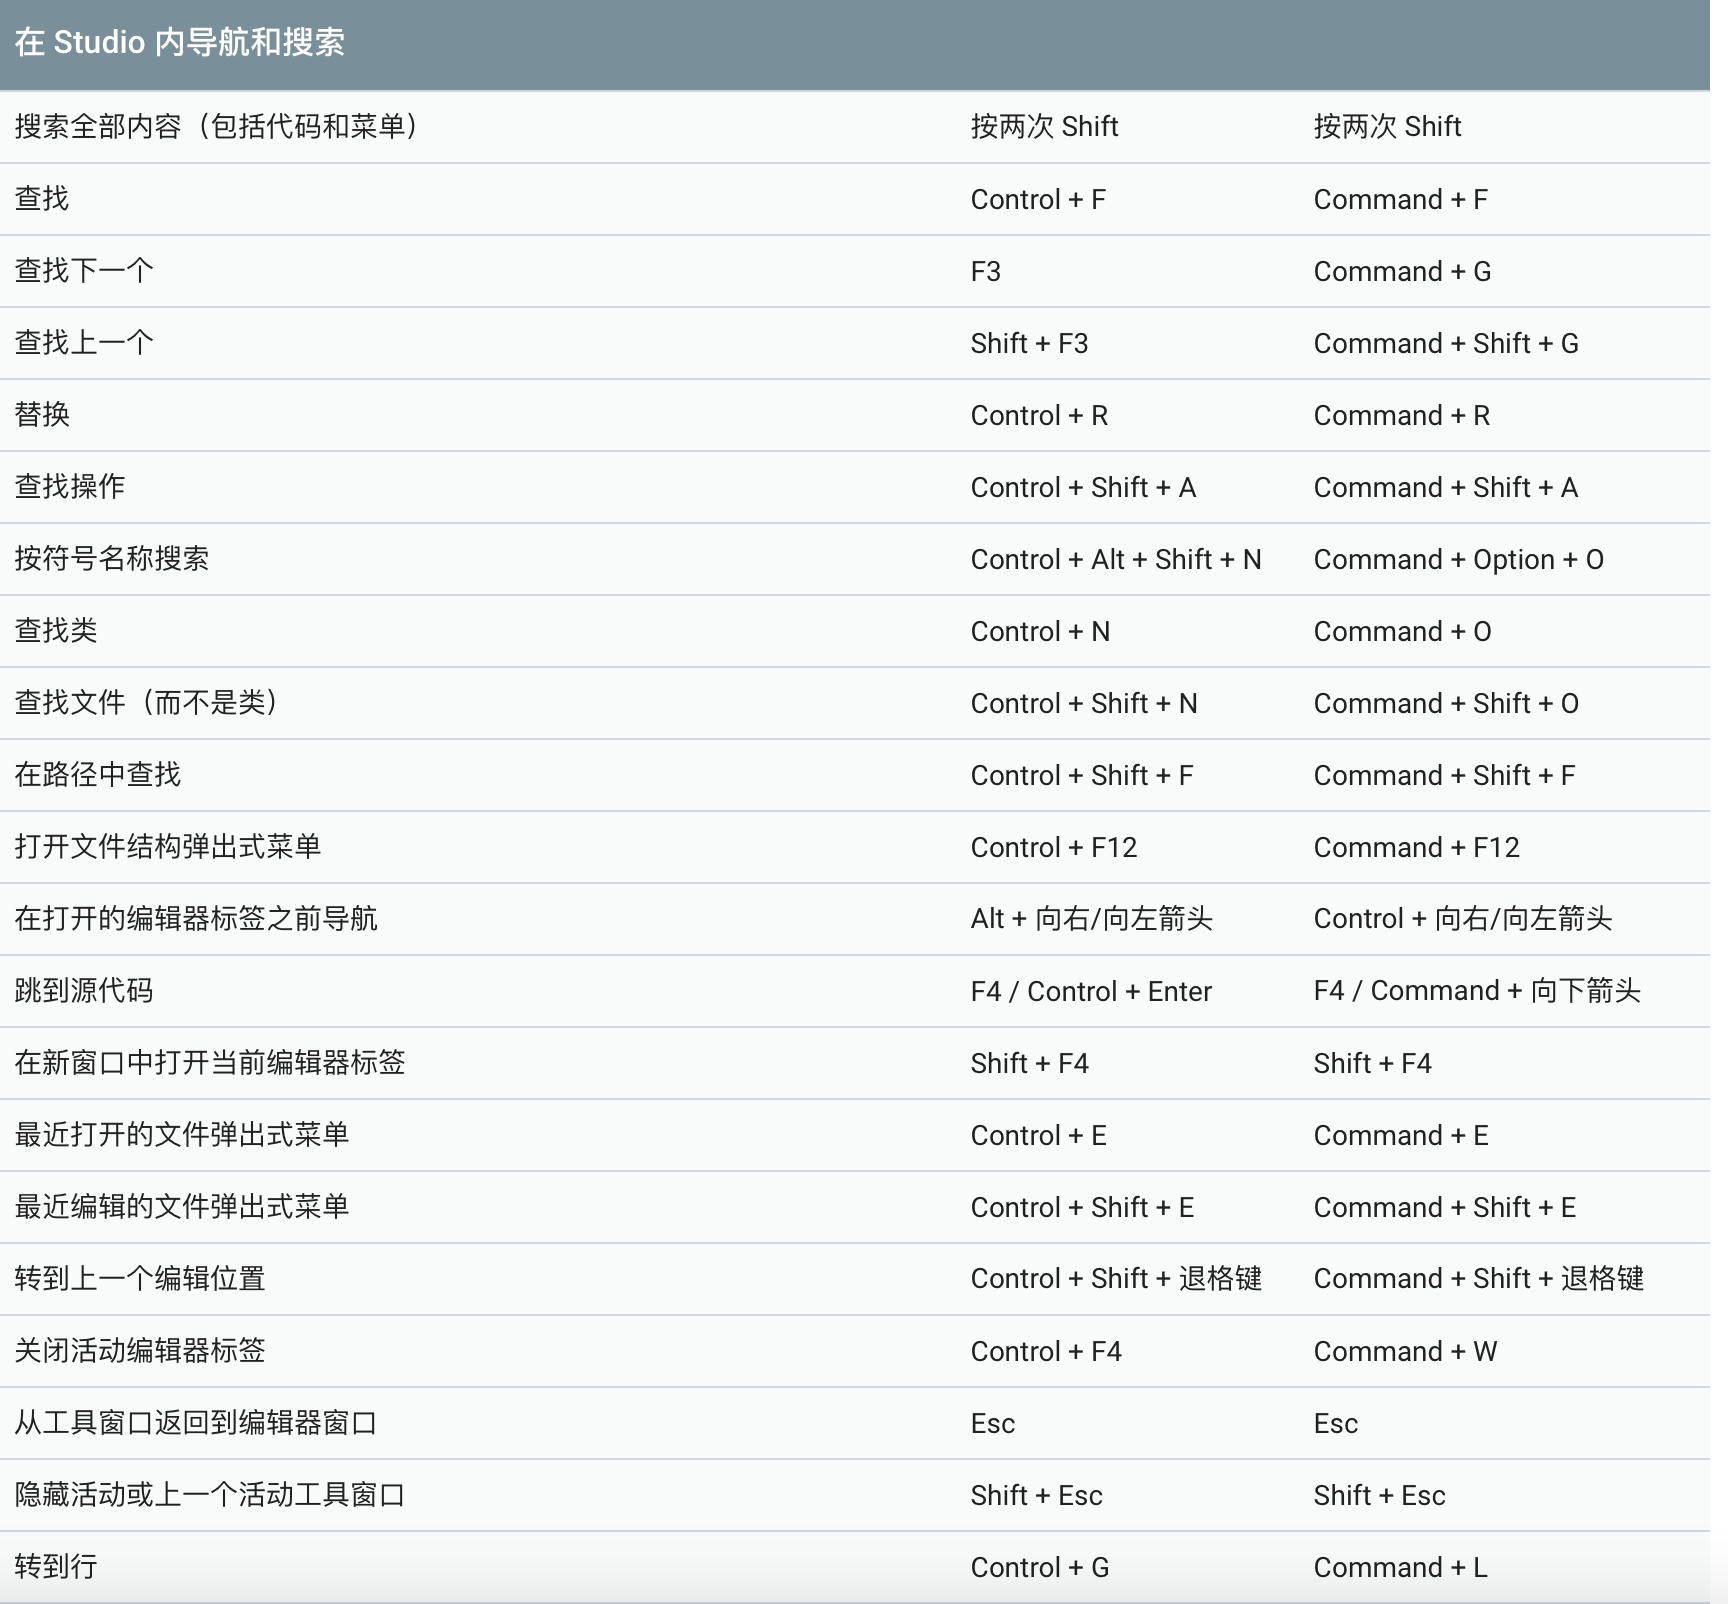 在 Studio 内导航和搜索
搜索全部内容（包括代码和菜单） 按两次 Shift 按两次 Shift
查找 Control + F Command + F
查找下一个 F3 Command + G
查找上一个 Shift + F3 Command + Shift + G
替换 Control + R Command + R
查找操作 Control + Shift + A Command + Shift + A
按符号名称搜索 Control + Alt + Shift + N Command + Option + O
查找类 Control + N Command + O
查找文件（而不是类） Control + Shift + N Command + Shift + O
在路径中查找 Control + Shift + F Command + Shift + F
打开文件结构弹出式菜单 Control + F12 Command + F12
在打开的编辑器标签之前导航 Alt + 向右/向左箭头 Control + 向右/向左箭头
跳到源代码 F4 / Control + Enter F4 / Command + 向下箭头
在新窗口中打开当前编辑器标签 Shift + F4 Shift + F4
最近打开的文件弹出式菜单 Control + E Command + E
最近编辑的文件弹出式菜单 Control + Shift + E Command + Shift + E
转到上一个编辑位置 Control + Shift + 退格键 Command + Shift + 退格键
关闭活动编辑器标签 Control + F4 Command + W
从工具窗口返回到编辑器窗口 Esc Esc
隐藏活动或上一个活动工具窗口 Shift + Esc Shift + Esc
转到行 Control + G Command + L